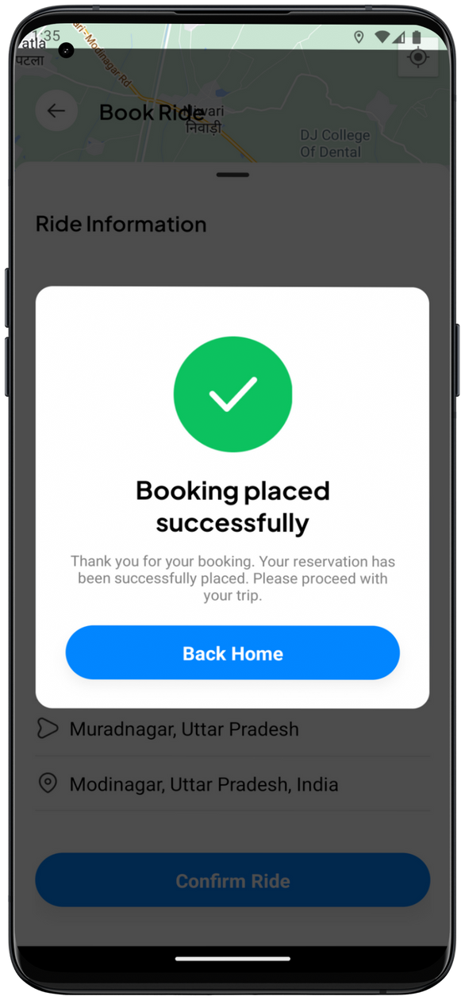 1:35
atla
पटला
ari - Modinagar Rd
Book Ride
Niwari
निवाड़ी
DJ College
Of Dental
Ride Information
Booking placed
successfully
Thank you for your booking. Your reservation has
been successfully placed. Please proceed with
your trip.
Back Home
Muradnagar, Uttar Pradesh
Modinagar, Uttar Pradesh, India
Confirm Ride